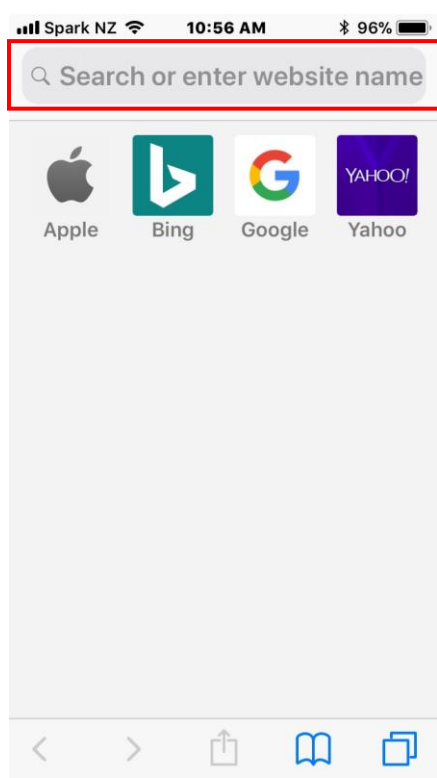 Spark NZ 10:56 AM 96%
Search or enter website name
YAHOO!
Apple Bing Google Yahoo